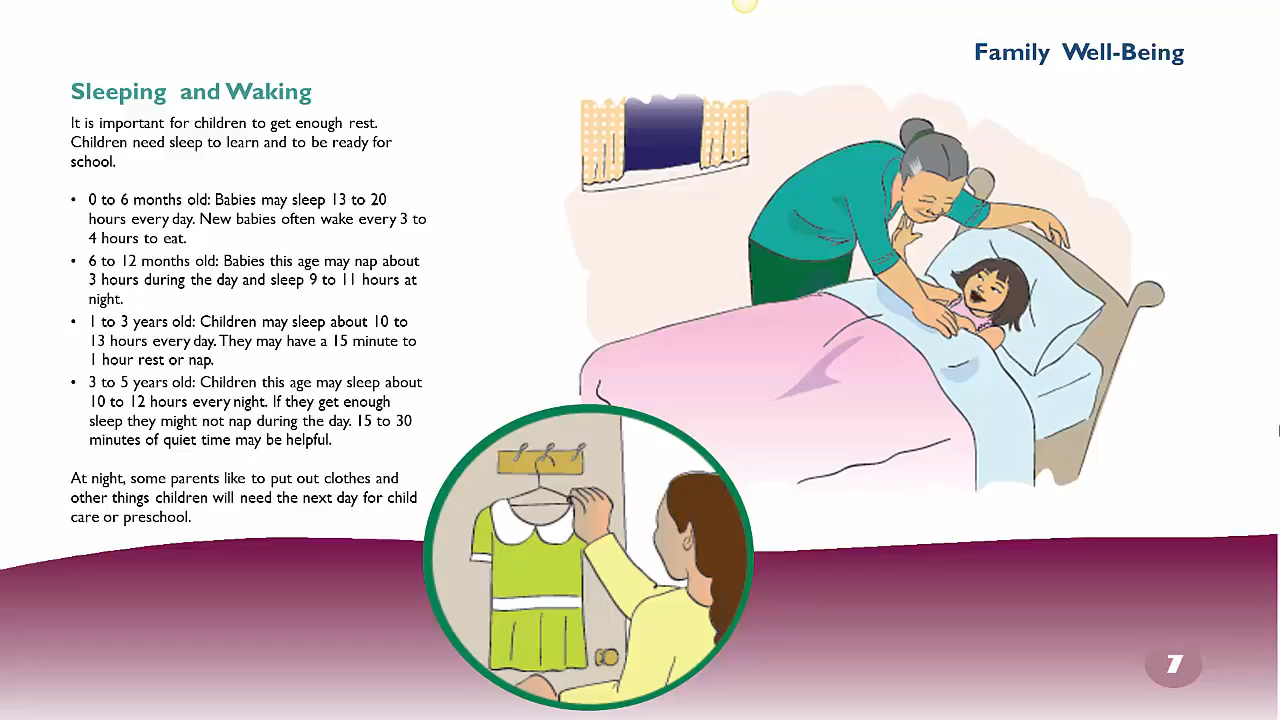 Family Well-Being
Sleeping and Waking
It is important for children to get enough rest.
Children need sleep to learn and to be ready for
school.
• 0 to 6 months old: Babies may sleep 13 to 20
hours every day. New babies often wake every 3 to
4 hours to eat.
• 6 to 12 months old: Babies this age may nap about
3 hours during the day and sleep 9 to 11 hours at
night.
• 1 to 3 years old: Children may sleep about 10 to
13 hours every day. They may have a 15 minute to
1 hour rest or nap.
• 3 to 5 years old: Children this age may sleep about
10 to 12 hours every night. If they get enough
sleep they might not nap during the day. 15 to 30
minutes of quiet time may be helpful.
At night, some parents like to put out clothes and
other things children will need the next day for child
care or preschool.
7